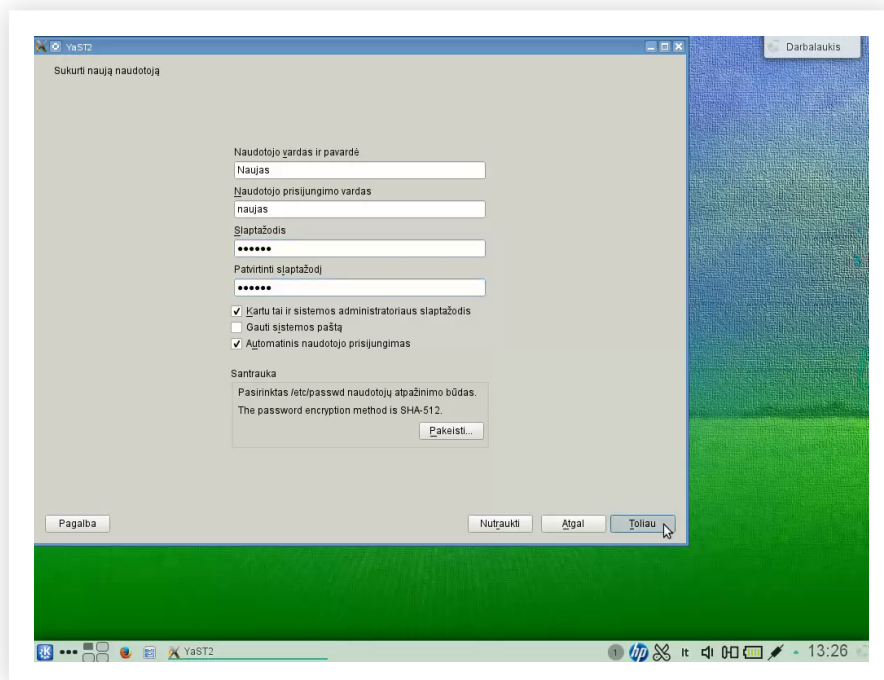 YaST2
Darbalaukis
Sukurti naują naudotoją
Naudotojo vardas ir pavardė
Naujas
Naudotojo prisijungimo vardas
naujas
Slaptažodis
••••••
Patvirtinti slaptažodį
••••••
Kartu tai ir sistemos administratoriaus slaptažodis
Gauti sistemos paštą
Automatinis naudotojo prisijungimas
Santrauka
Pasirinktas /etc/passwd naudotojų atpažinimo būdas.
The password encryption method is SHA-512.
Pakeisti...
Pagalba
Nutraukti
Atgal
Toliau
YaST2
1
hp
lt
13:26